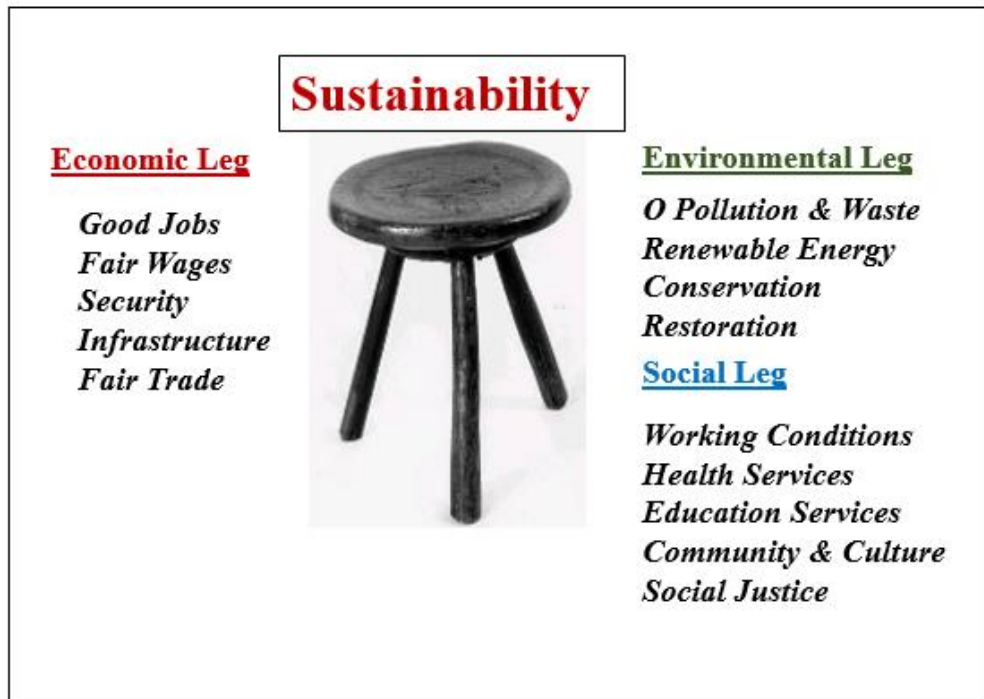 Sustainability
Economic Leg
Good Jobs
Fair Wages
Security
Infrastructure
Fair Trade
Environmental Leg
O Pollution & Waste
Renewable Energy
Conservation
Restoration
Social Leg
Working Conditions
Health Services
Education Services
Community & Culture
Social Justice